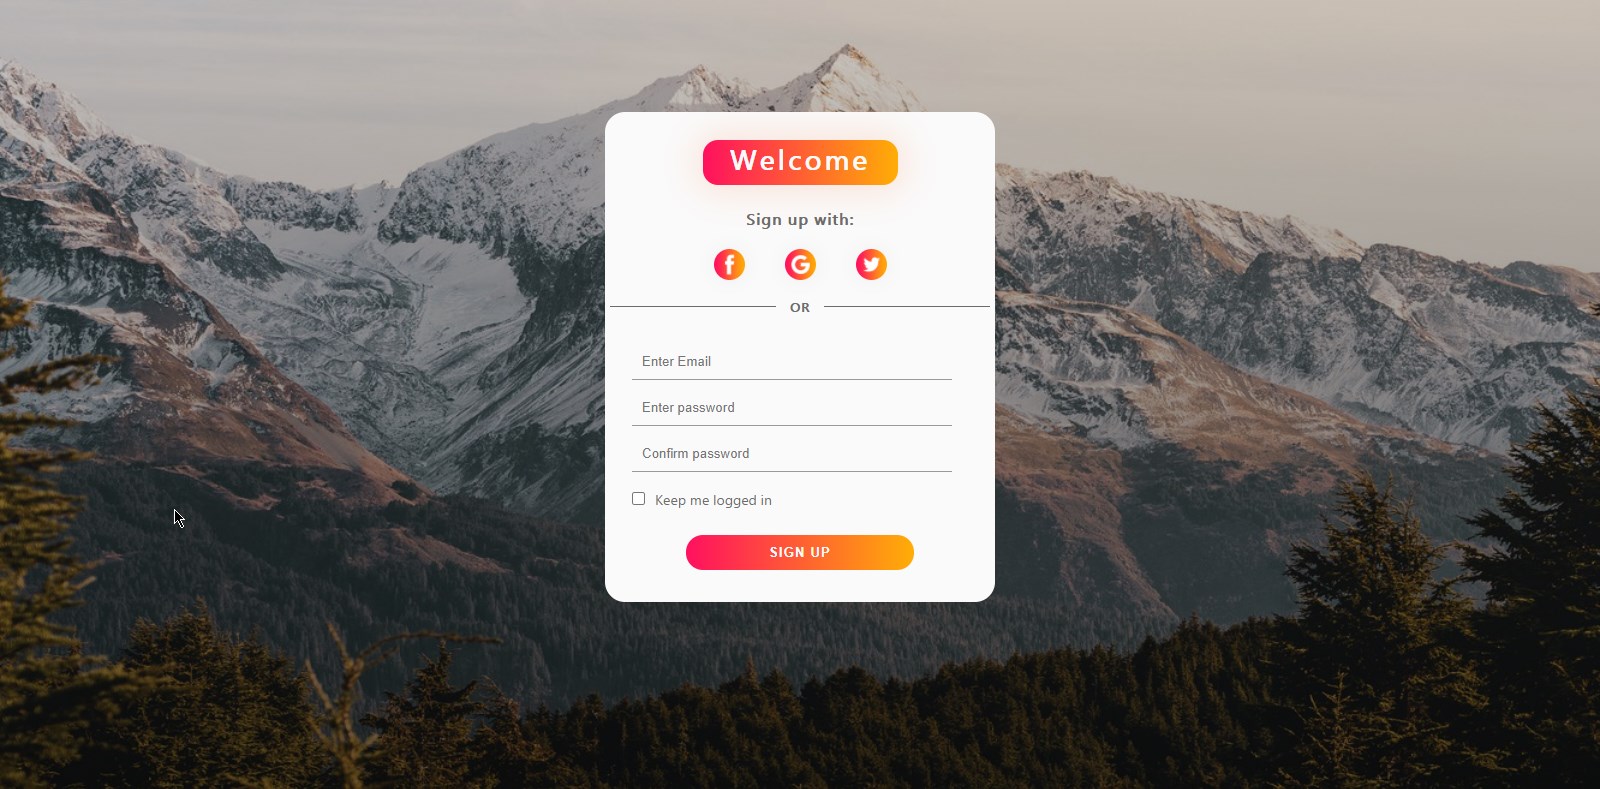 Welcome
Sign up with:
OR
Enter Email
Enter password
Confirm password
Keep me logged in
SIGN UP